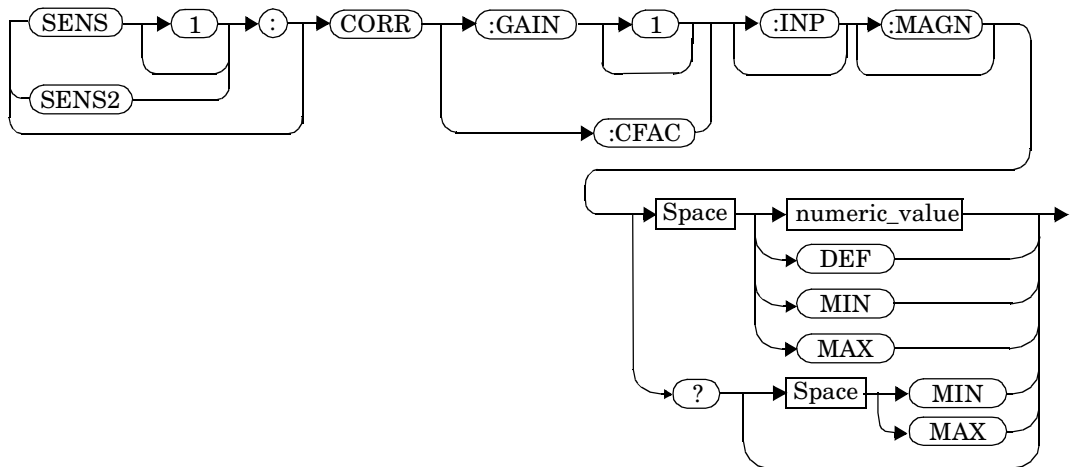 SENS 1 : CORR :GAIN 1 :INP :MAGN
SENS2
:CFAC
Space numeric_value
DEF
MIN
MAX
? Space MIN
MAX